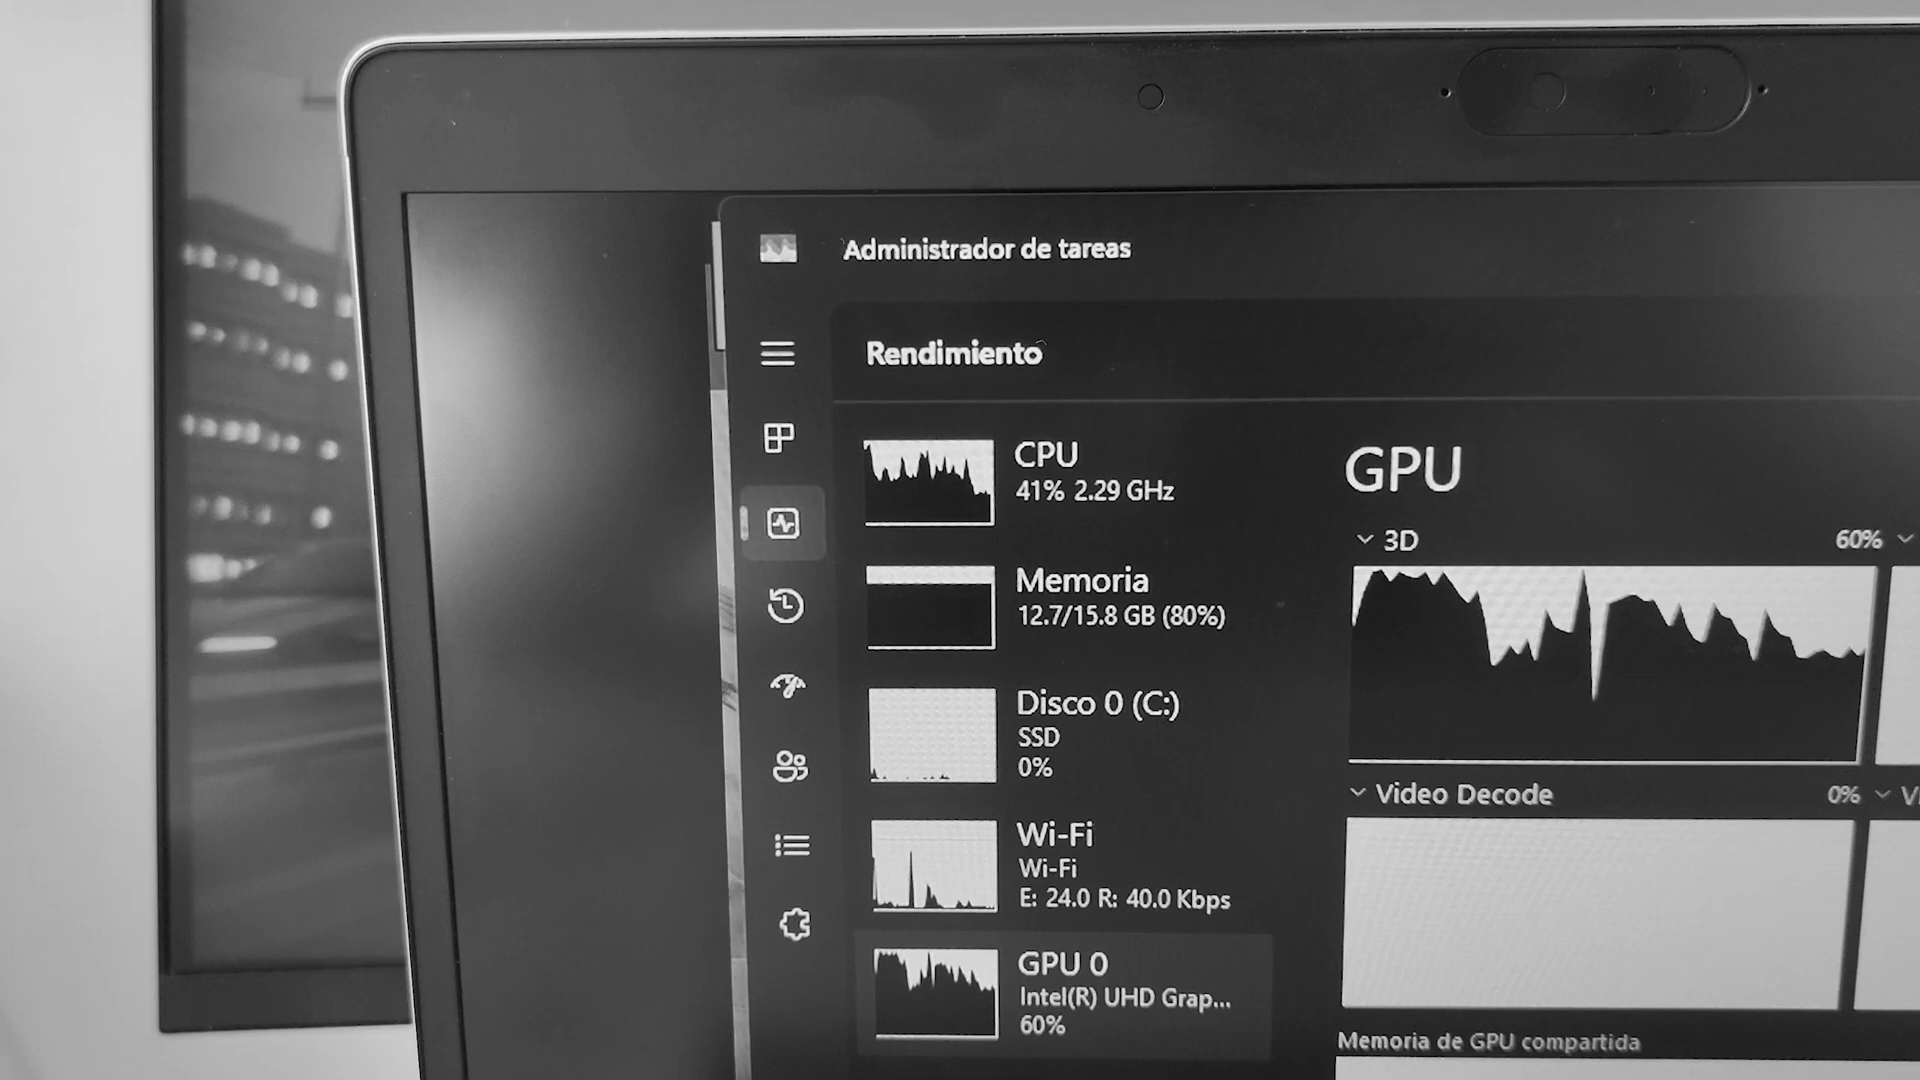 Administrador de tareas
Rendimiento
CPU
41% 2.29 GHz
Memoria
12.7/15.8 GB (80%)
Disco 0 (C:)
SSD
0%
Wi-Fi
Wi-Fi
E: 24.0 R: 40.0 Kbps
GPU 0
Intel(R) UHD Grap...
60%
GPU
3D 60%
Video Decode 0%
Memoria de GPU compartida